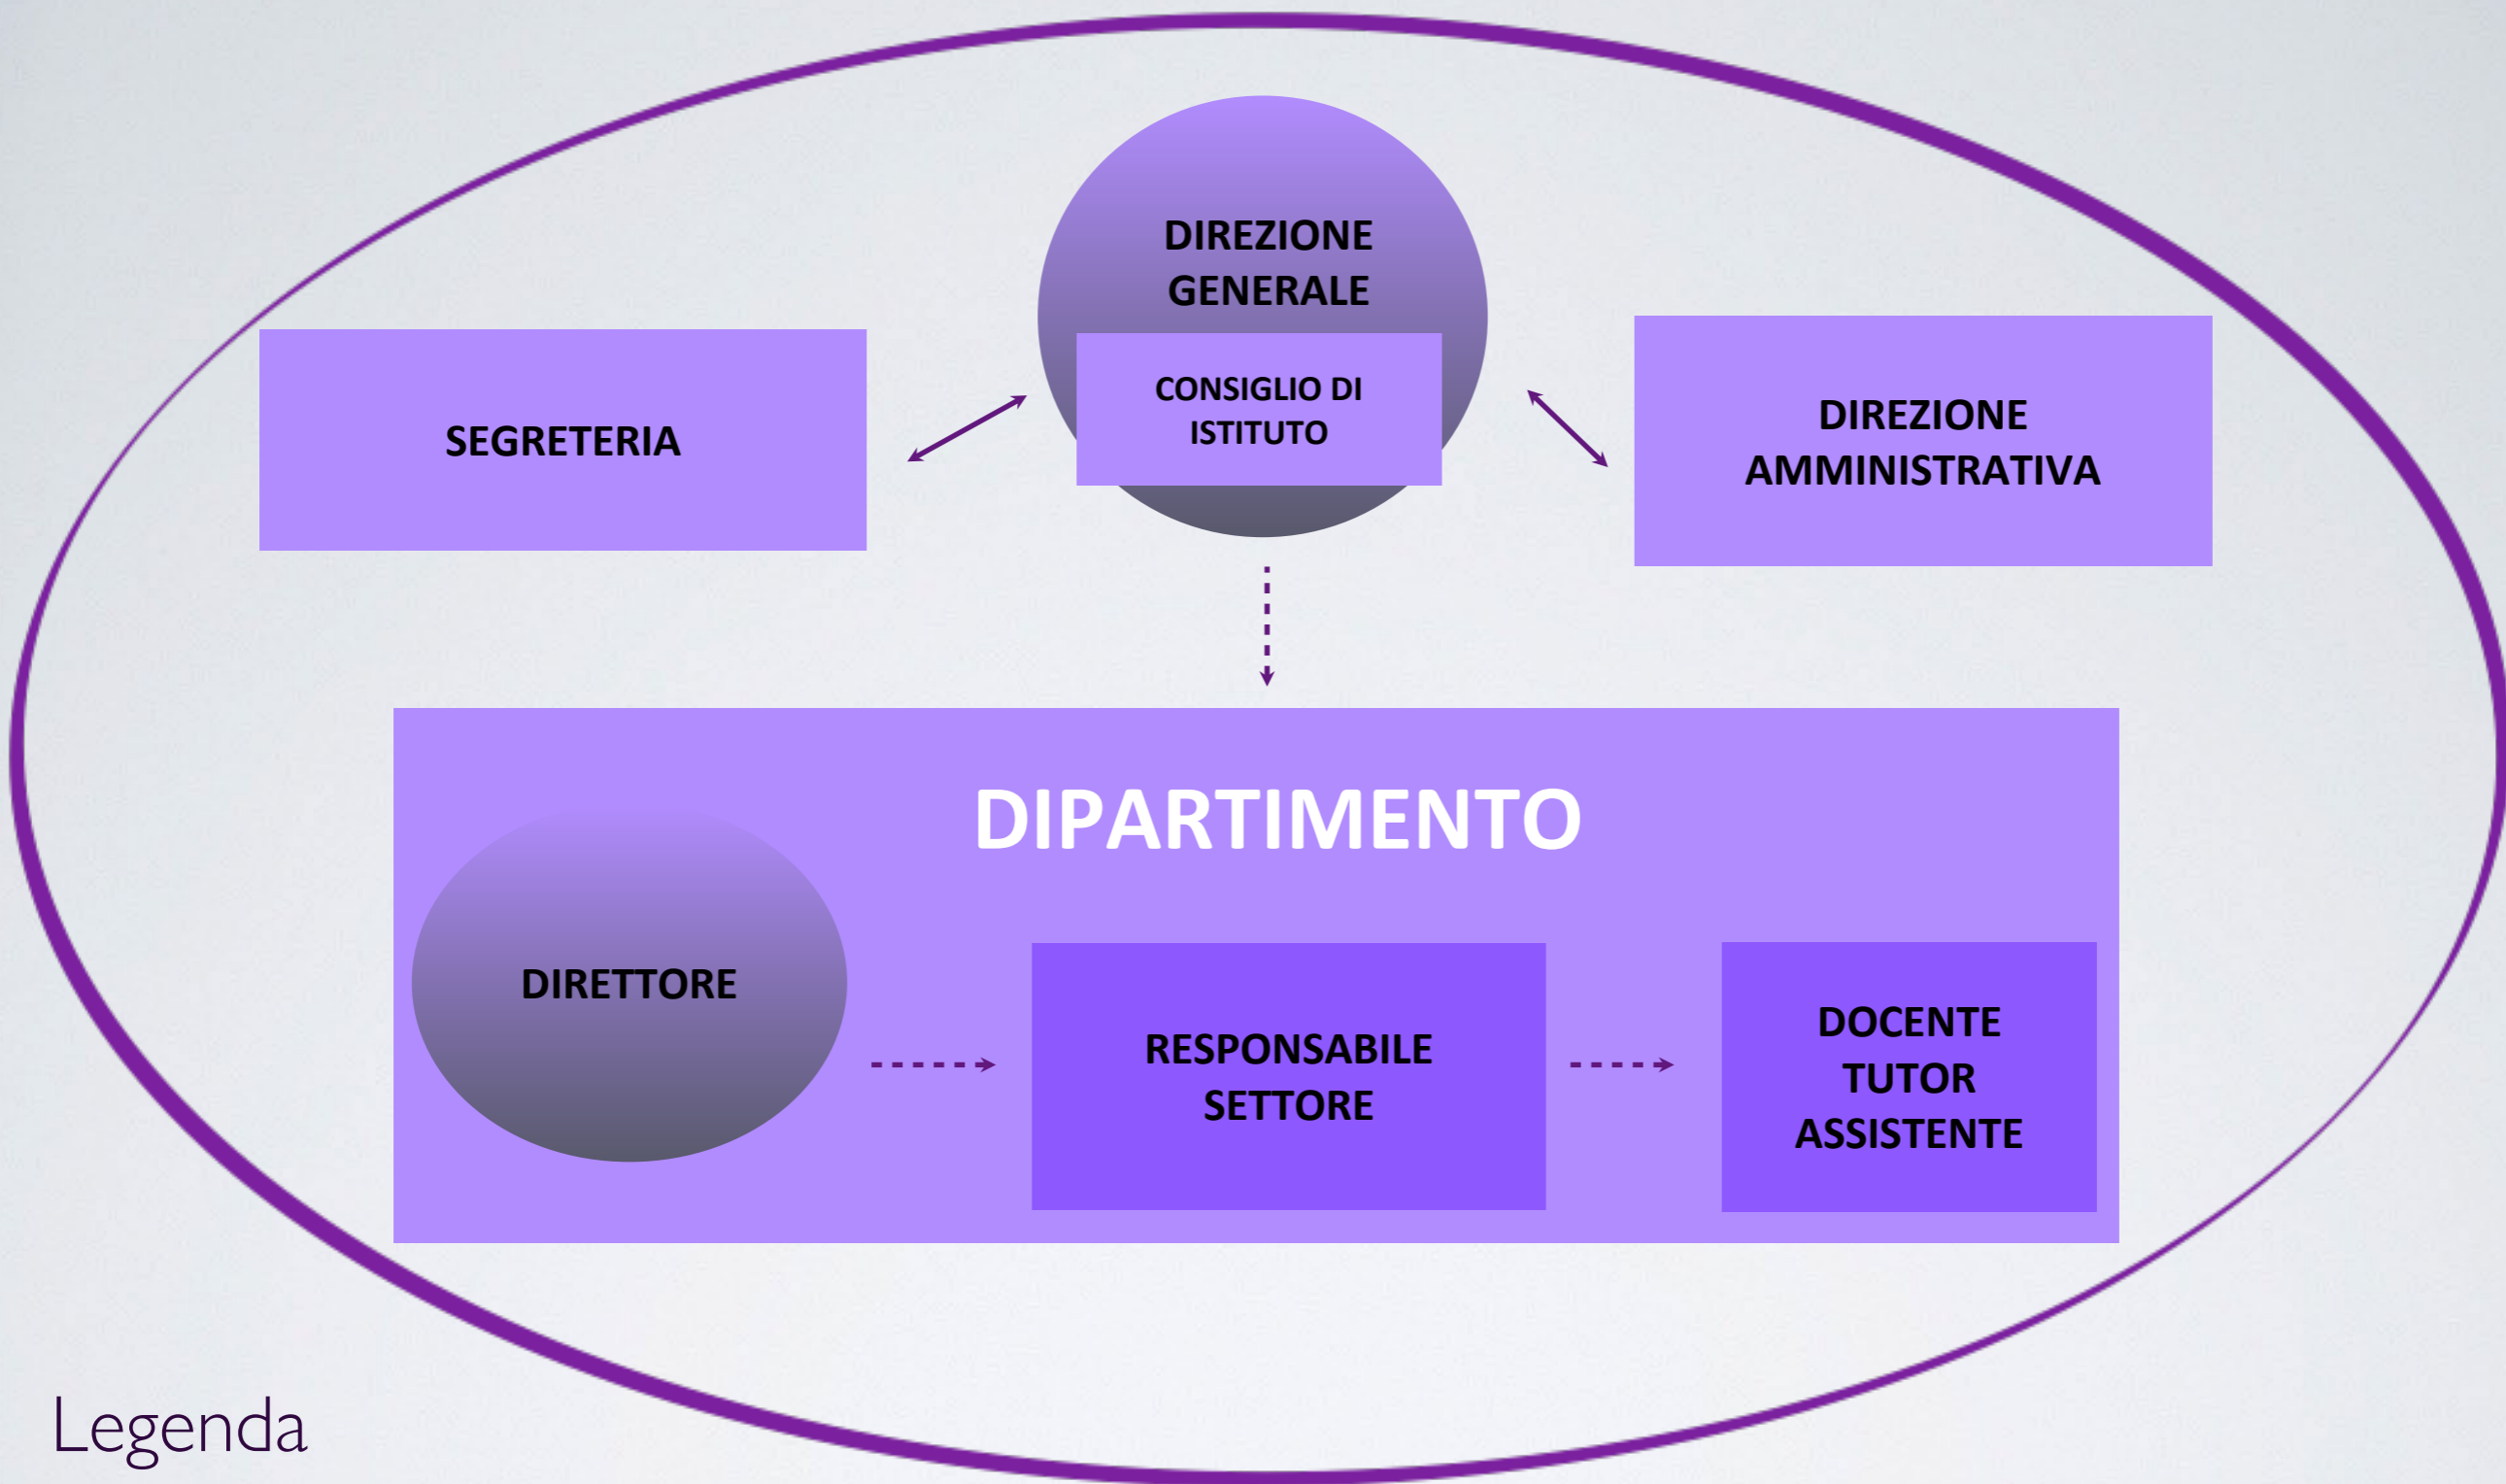 DIREZIONE
GENERALE
CONSIGLIO DI
ISTITUTO
SEGRETERIA
DIREZIONE
AMMINISTRATIVA
DIPARTIMENTO
DIRETTORE
RESPONSABILE
SETTORE
DOCENTE
TUTOR
ASSISTENTE
Legenda